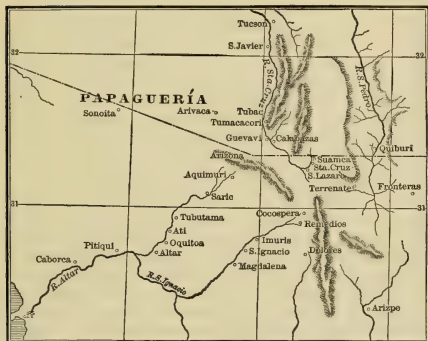 Tucson
32
S. Javier
32
R. Sta. Cruz
R. S. Pedro
PAPAGUERÍA
Sonoita
Arivaca
Tubac
Tumacacori
Guevavi
Calabazas
Quiburi
Arizona
Suamca
Sta. Cruz
S. Lazaro
Aquimuri
Terrenate
Fronteras
Saric
31
31
Tubutama
Cocospera
Remedios
Ati
Oquitoa
Imuris
Pitiqui
Altar
S. Ignacio
Dolores
Caborca
Magdalena
R. Altar
R. S. Ignacio
Arizpe